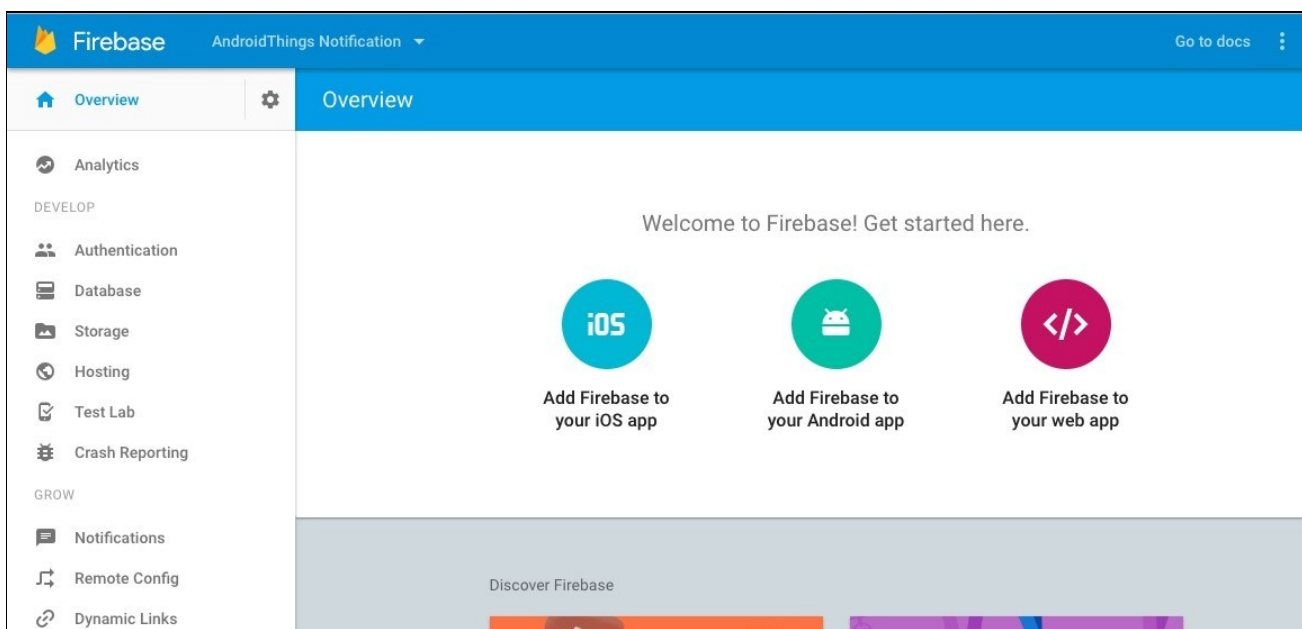 Firebase AndroidThings Notification Go to docs
Overview
Overview
Analytics
DEVELOP
Authentication
Database
Storage
Hosting
Test Lab
Crash Reporting
GROW
Notifications
Remote Config
Dynamic Links
Welcome to Firebase! Get started here.
iOS
Add Firebase to
your iOS app
Add Firebase to
your Android app
</>
Add Firebase to
your web app
Discover Firebase